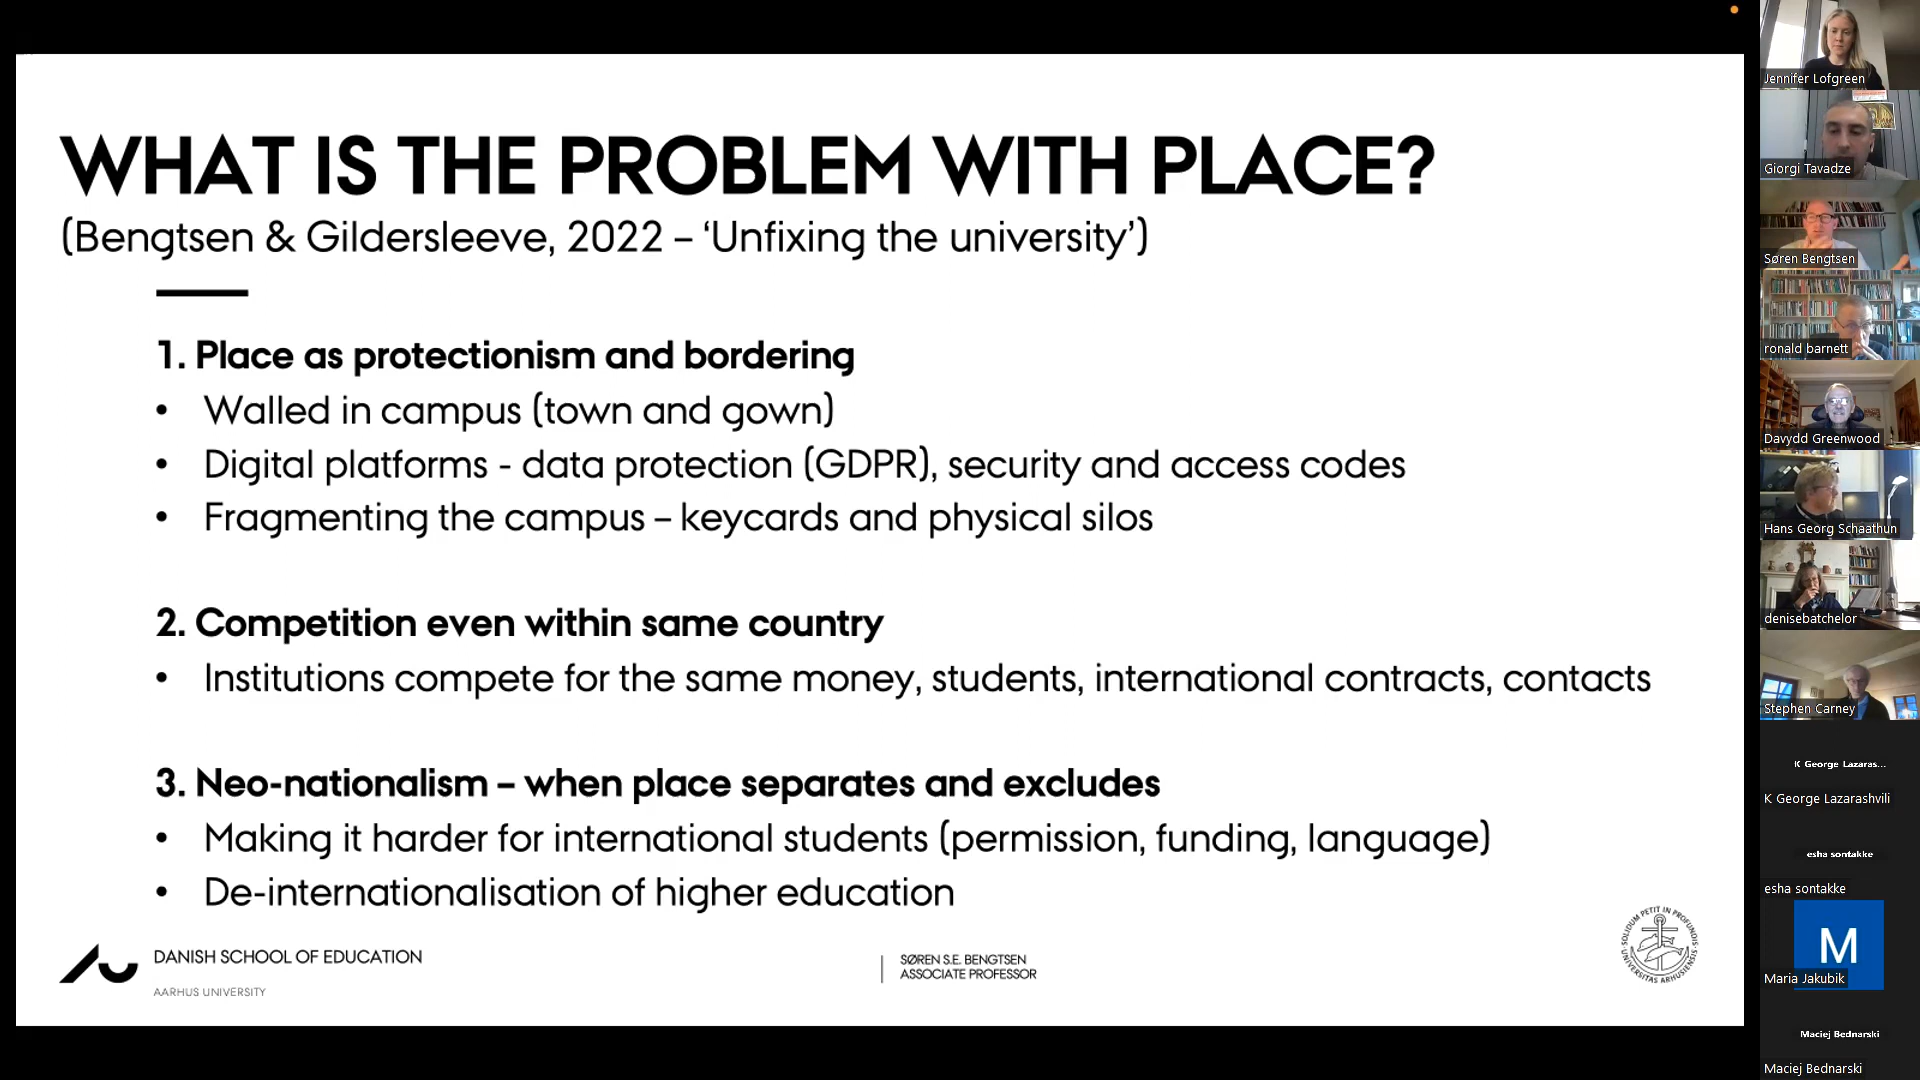 WHAT IS THE PROBLEM WITH PLACE?
(Bengtsen & Gildersleeve, 2022 – ‘Unfixing the university’)
1. Place as protectionism and bordering
• Walled in campus (town and gown)
• Digital platforms - data protection (GDPR), security and access codes
• Fragmenting the campus – keycards and physical silos
2. Competition even within same country
• Institutions compete for the same money, students, international contracts, contacts
3. Neo-nationalism – when place separates and excludes
• Making it harder for international students (permission, funding, language)
• De-internationalisation of higher education
DANISH SCHOOL OF EDUCATION
AARHUS UNIVERSITY
SØREN S.E. BENGTSEN
ASSOCIATE PROFESSOR
SOLIDUM PETIT IN PROFUNDIS
UNIVERSITAS ARHUSIENSIS
Jennifer Lofgreen
Giorgi Tavadze
Søren Bengtsen
ronald barnett
Davydd Greenwood
Hans Georg Schaathun
denisebatchelor
Stephen Carney
K George Lazaras...
K George Lazarashvili
esha sontakke
esha sontakke
M
Maria Jakubik
Maciej Bednarski
Maciej Bednarski